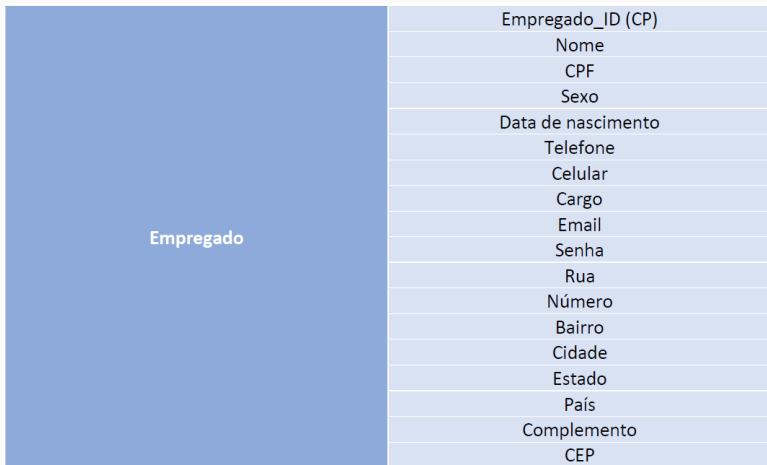 Empregado
Empregado_ID (CP)
Nome
CPF
Sexo
Data de nascimento
Telefone
Celular
Cargo
Email
Senha
Rua
Número
Bairro
Cidade
Estado
País
Complemento
CEP